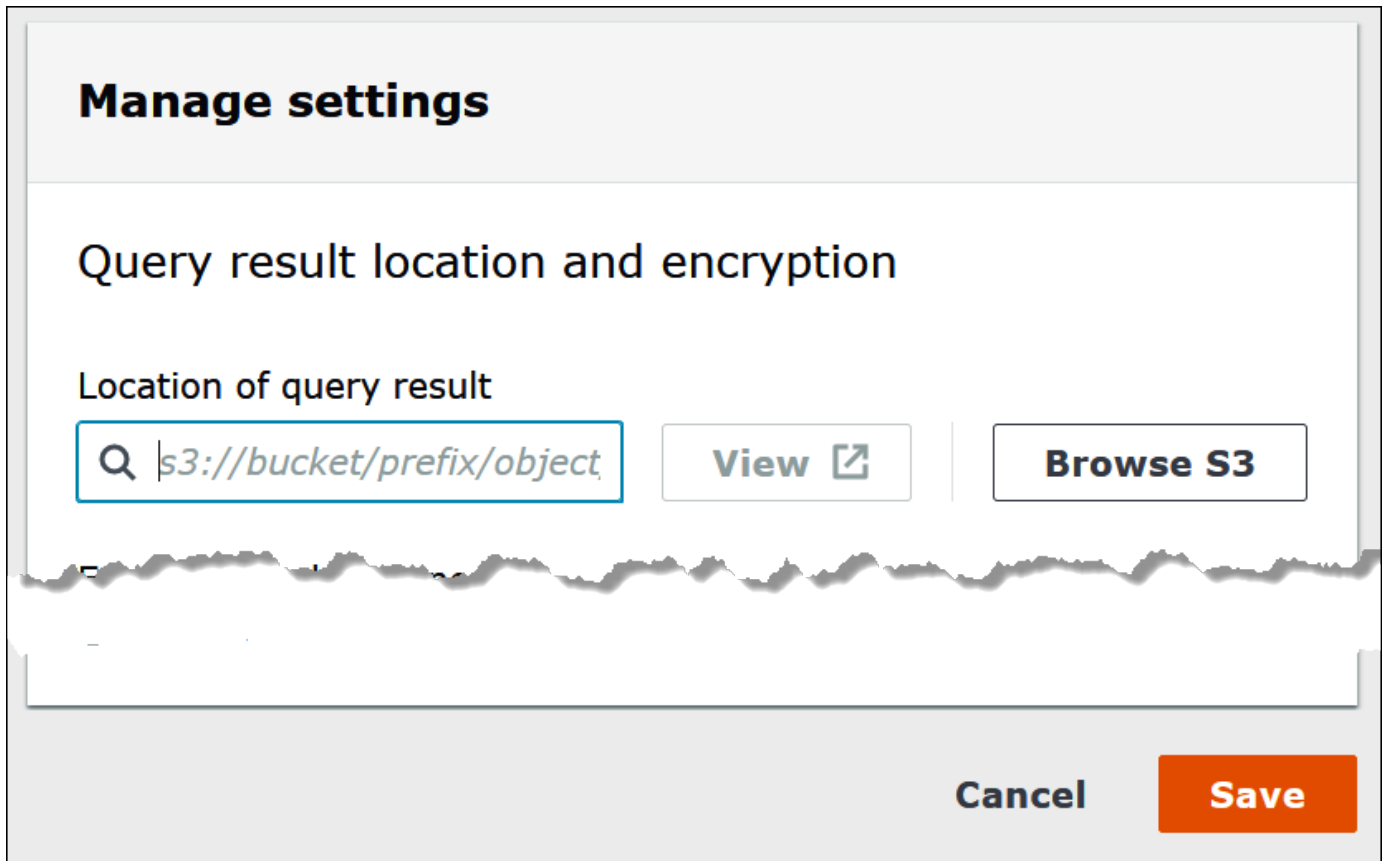 Manage settings
Query result location and encryption
Location of query result
s3://bucket/prefix/object
View
Browse S3
Cancel
Save